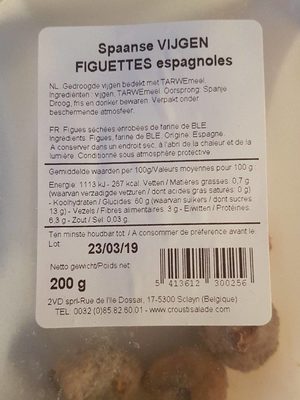 Spaanse VIJGEN
FIGUETTES espagnoles
NL. Gedroogde vijgen bedekt met TARWEmeel.
Ingrediënten: vijgen, TARWEmeel. Oorsprong: Spanje
Droog, fris en donker bewaren. Verpakt onder
beschermende atmosfeer.
FR. Figues séchées enrobées de farine de BLE.
Ingrédients: Figues, farine de BLE. Origine: Espagne.
A conserver dans un endroit sec, à l'abri de la chaleur et de la
lumière. Conditionné sous atmosphère protective
Gemiddelde waarden per 100g/Valeurs moyennes pour 100 g:
Energie: 1113 kJ - 267 kcal. Vetten / Matières grasses: 0,7 g
(waarvan verzadigde vetzuren / dont acides gras saturés: 0 g)
- Koolhydraten / Glucides: 60 g (waarvan suikers / dont sucres:
13 g) - Vezels / Fibres alimentaires: 3 g - Eiwitten / Protéines:
6.3 g - Zout / Sel: 0.03 g.
Ten minste houdbar tot / A consommer de préférence avant le:
Lot 23/03/19
Netto gewicht/Poids net:
200 g
5 413612 300256
2VD sprl-Rue de l'Ile Dossai, 17-5300 Sclayn (Belgique)
TEL: 0032 (0)85.82.60.01 - www.croustisalade.com